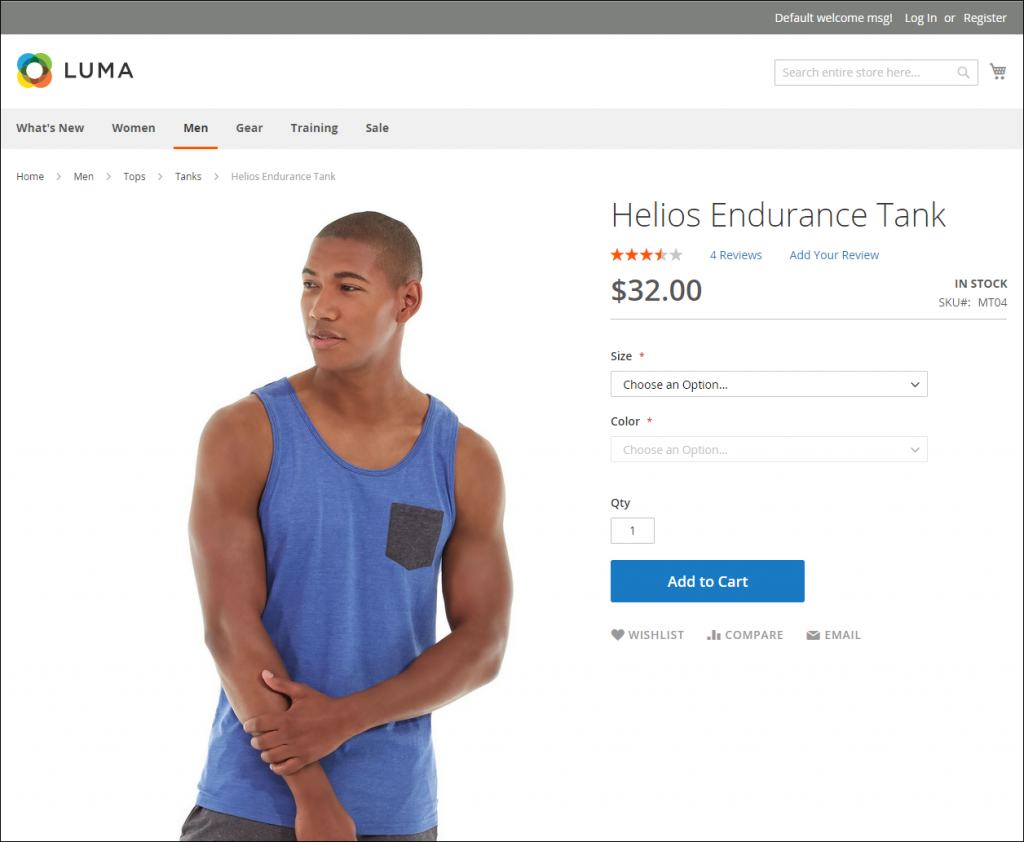 Default welcome msg! Log In or Register
LUMA
Search entire store here...
What's New Women Men Gear Training Sale
Home > Men > Tops > Tanks > Helios Endurance Tank
Helios Endurance Tank
4 Reviews Add Your Review
$32.00
IN STOCK
SKU#: MT04
Size *
Choose an Option...
Color *
Choose an Option...
Qty
1
Add to Cart
WISHLIST COMPARE EMAIL